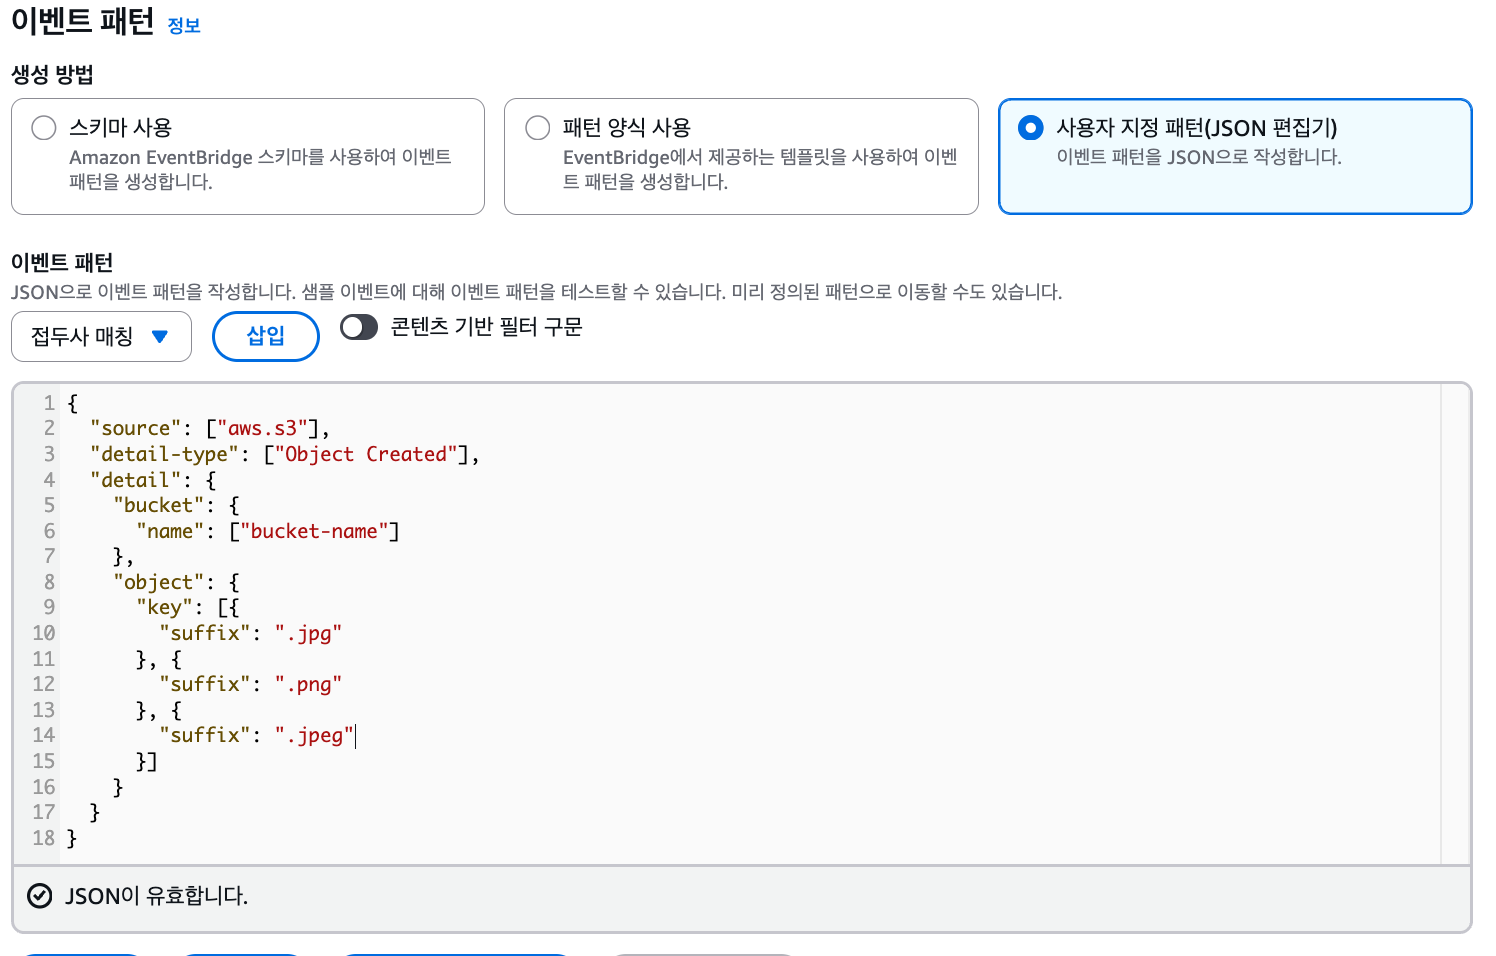 이벤트 패턴 정보
생성 방법
스키마 사용
Amazon EventBridge 스키마를 사용하여 이벤트
패턴을 생성합니다.
패턴 양식 사용
EventBridge에서 제공하는 템플릿을 사용하여 이벤
트 패턴을 생성합니다.
사용자 지정 패턴(JSON 편집기)
이벤트 패턴을 JSON으로 작성합니다.
이벤트 패턴
JSON으로 이벤트 패턴을 작성합니다. 샘플 이벤트에 대해 이벤트 패턴을 테스트할 수 있습니다. 미리 정의된 패턴으로 이동할 수도 있습니다.
접두사 매칭 삽입 콘텐츠 기반 필터 구문
1 {
2   "source": ["aws.s3"],
3   "detail-type": ["Object Created"],
4   "detail": {
5     "bucket": {
6       "name": ["bucket-name"]
7     },
8     "object": {
9       "key": [{
10         "suffix": ".jpg"
11       }, {
12         "suffix": ".png"
13       }, {
14         "suffix": ".jpeg"
15       }]
16     }
17   }
18 }
JSON이 유효합니다.